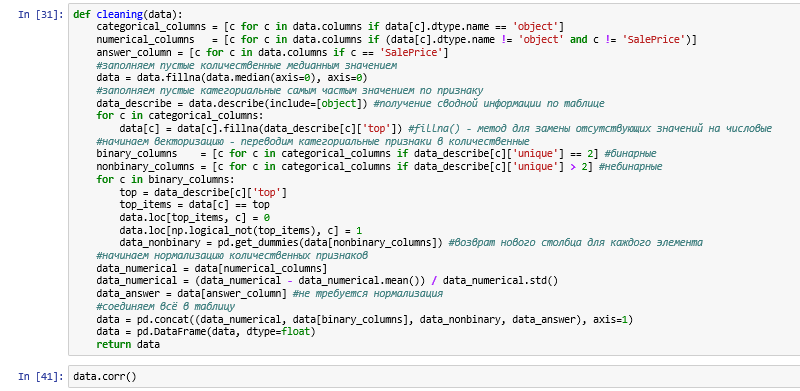 In [31]: def cleaning(data):
    categorical_columns = [c for c in data.columns if data[c].dtype.name == 'object']
    numerical_columns   = [c for c in data.columns if (data[c].dtype.name != 'object' and c != 'SalePrice')]
    answer_column = [c for c in data.columns if c == 'SalePrice']
    #заполняем пустые количественные медианным значением
    data = data.fillna(data.median(axis=0), axis=0)
    #заполняем пустые категориальные самым частым значением по признаку
    data_describe = data.describe(include=[object]) #получение сводной информации по таблице
    for c in categorical_columns:
        data[c] = data[c].fillna(data_describe[c]['top']) #fillna() - метод для замены отсутствующих значений на числовые
    #начинаем векторизацию - переводим категориальные признаки в количественные
    binary_columns    = [c for c in categorical_columns if data_describe[c]['unique'] == 2] #бинарные
    nonbinary_columns = [c for c in categorical_columns if data_describe[c]['unique'] > 2] #небинарные
    for c in binary_columns:
        top = data_describe[c]['top']
        top_items = data[c] == top
        data.loc[top_items, c] = 0
        data.loc[np.logical_not(top_items), c] = 1
        data_nonbinary = pd.get_dummies(data[nonbinary_columns]) #возврат нового столбца для каждого элемента
    #начинаем нормализацию количественных признаков
    data_numerical = data[numerical_columns]
    data_numerical = (data_numerical - data_numerical.mean()) / data_numerical.std()
    data_answer = data[answer_column] #не требуется нормализация
    #соединяем всё в таблицу
    data = pd.concat((data_numerical, data[binary_columns], data_nonbinary, data_answer), axis=1)
    data = pd.DataFrame(data, dtype=float)
    return data
In [41]: data.corr()